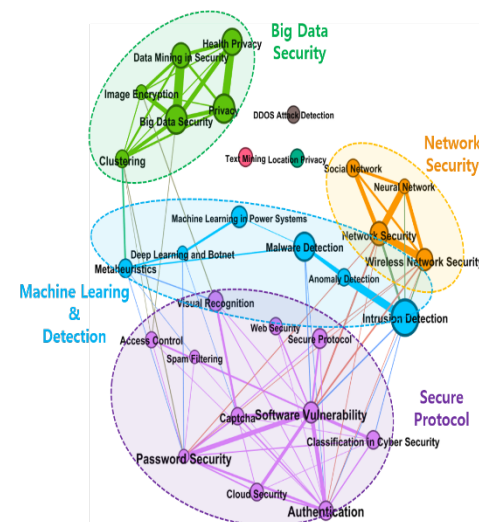 Big Data
Security
Health Privacy
Data Mining in Security
Image Encryption
Privacy
Big Data Security
DDOS Attack Detection
Clustering
Text Mining
Location Privacy
Network
Security
Social Network
Neural Network
Machine Learning in Power Systems
Network Security
Malware Detection
Deep Learning and Botnet
Wireless Network Security
Metaheuristics
Anomaly Detection
Machine Learing
&
Detection
Visual Recognition
Intrusion Detection
Web Security
Access Control
Secure Protocol
Spam Filtering
Secure
Protocol
Captcha
Software Vulnerability
Classification in Cyber Security
Password Security
Cloud Security
Authentication